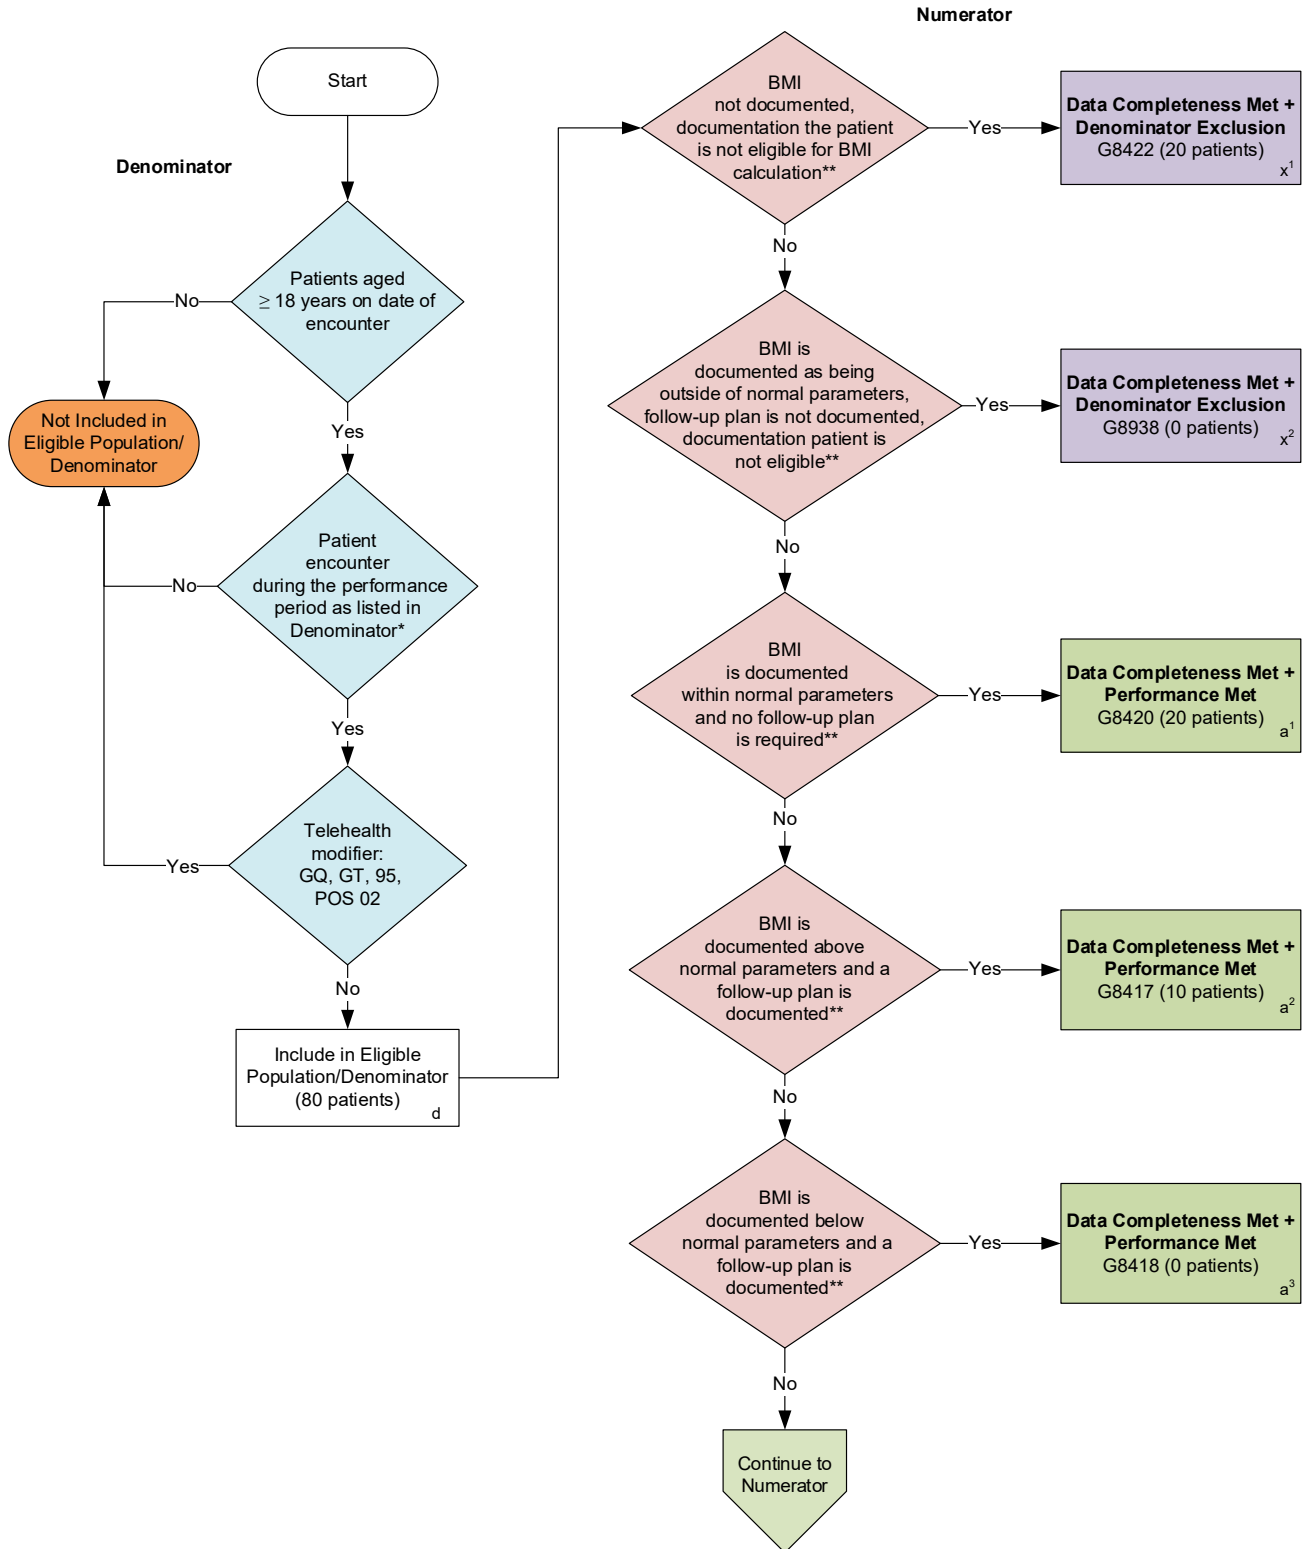 Numerator
Start
Denominator
Patients aged
≥ 18 years on date of
encounter
No
Not Included in
Eligible Population/
Denominator
Yes
Patient
encounter
during the performance
period as listed in
Denominator*
No
Yes
Telehealth
modifier:
GQ, GT, 95,
POS 02
Yes
No
Include in Eligible
Population/Denominator
(80 patients)
d
BMI
not documented,
documentation the patient
is not eligible for BMI
calculation**
Yes
Data Completeness Met +
Denominator Exclusion
G8422 (20 patients)
x¹
No
BMI is
documented as being
outside of normal parameters,
follow-up plan is not documented,
documentation patient is
not eligible**
Yes
Data Completeness Met +
Denominator Exclusion
G8938 (0 patients)
x²
No
BMI
is documented
within normal parameters
and no follow-up plan
is required**
Yes
Data Completeness Met +
Performance Met
G8420 (20 patients)
a¹
No
BMI is
documented above
normal parameters and a
follow-up plan is
documented**
Yes
Data Completeness Met +
Performance Met
G8417 (10 patients)
a²
No
BMI is
documented below
normal parameters and a
follow-up plan is
documented**
Yes
Data Completeness Met +
Performance Met
G8418 (0 patients)
a³
No
Continue to
Numerator